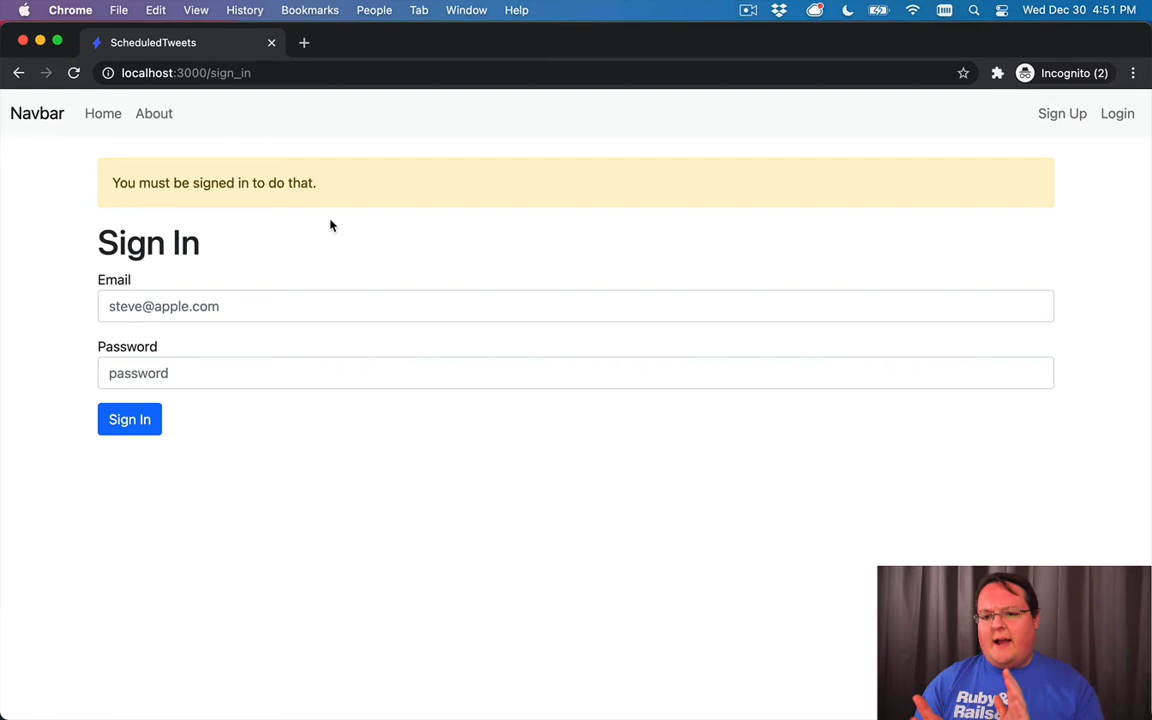 Chrome File Edit View History Bookmarks People Tab Window Help Wed Dec 30 4:51 PM
ScheduledTweets
localhost:3000/sign_in Incognito (2)
Navbar Home About Sign Up Login
You must be signed in to do that.
Sign In
Email
steve@apple.com
Password
password
Sign In
Ruby&
Rails